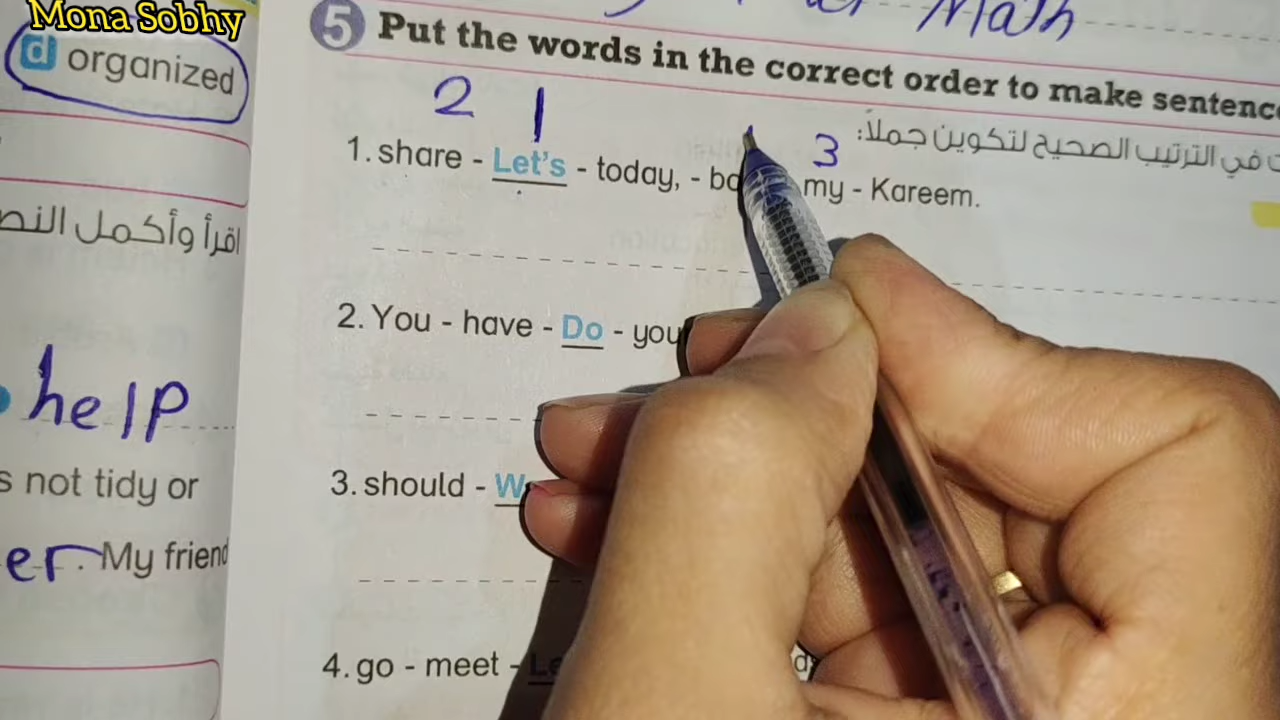 Mona Sobhy
Math
d organized
5 Put the words in the correct order to make
في الترتيب الصحيح لتكوين جملاً:
2 1 3
1. share - Let's - today, - my - Kareem.
اقرأ وأكمل
2. You - have - Do - you
help
3. should -
not tidy or
er. My friend
4. go - meet -